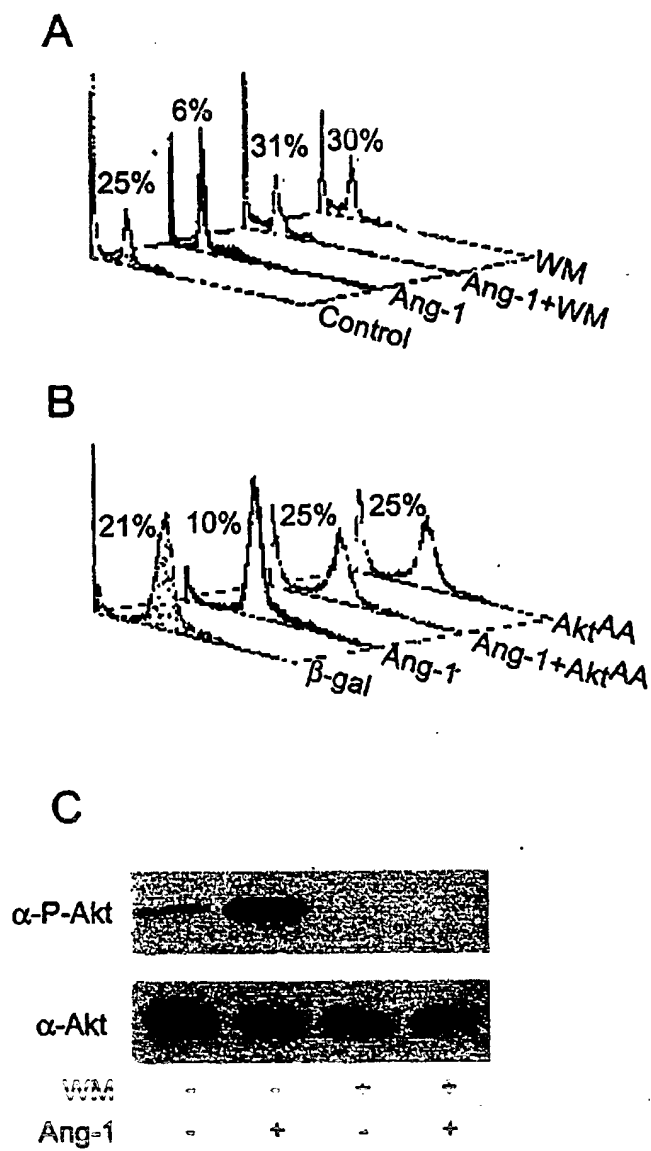 A
6%
31% 30%
25%
WM
Ang-1+WM
Ang-1
Control
B
21% 10% 25% 25%
AktAA
Ang-1+AktAA
Ang-1
β-gal
C
α-P-Akt
α-Akt
WM - - + +
Ang-1 - + - +